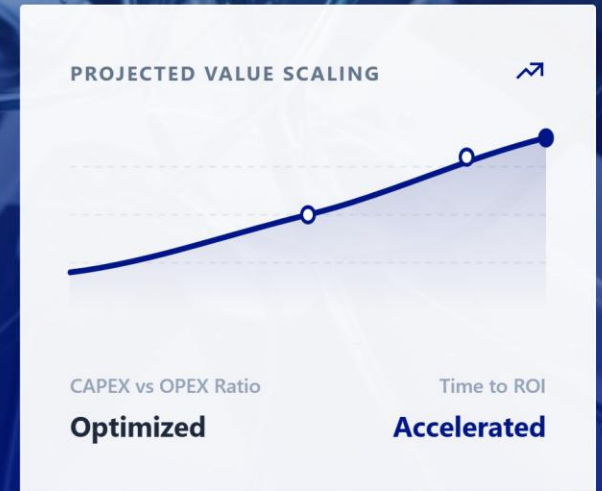 PROJECTED VALUE SCALING
CAPEX vs OPEX Ratio
Time to ROI
Optimized
Accelerated